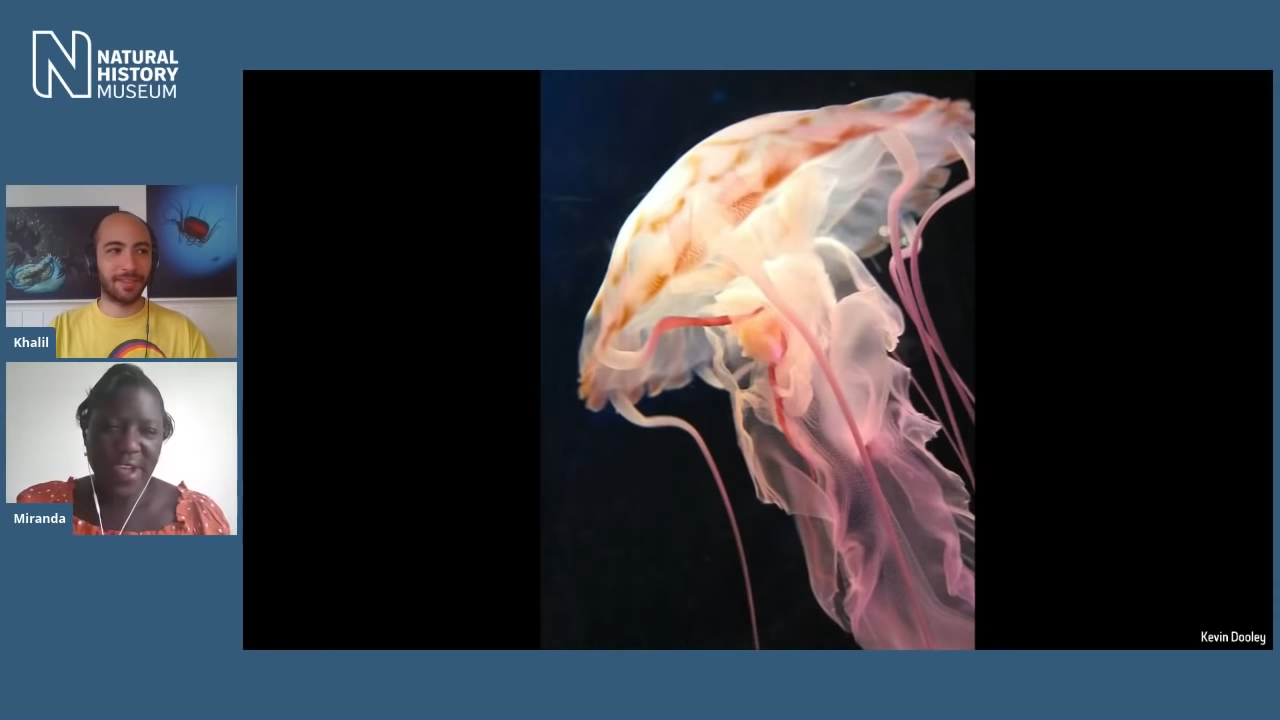 NATURAL
HISTORY
MUSEUM
Khalil
Miranda
Kevin Dooley